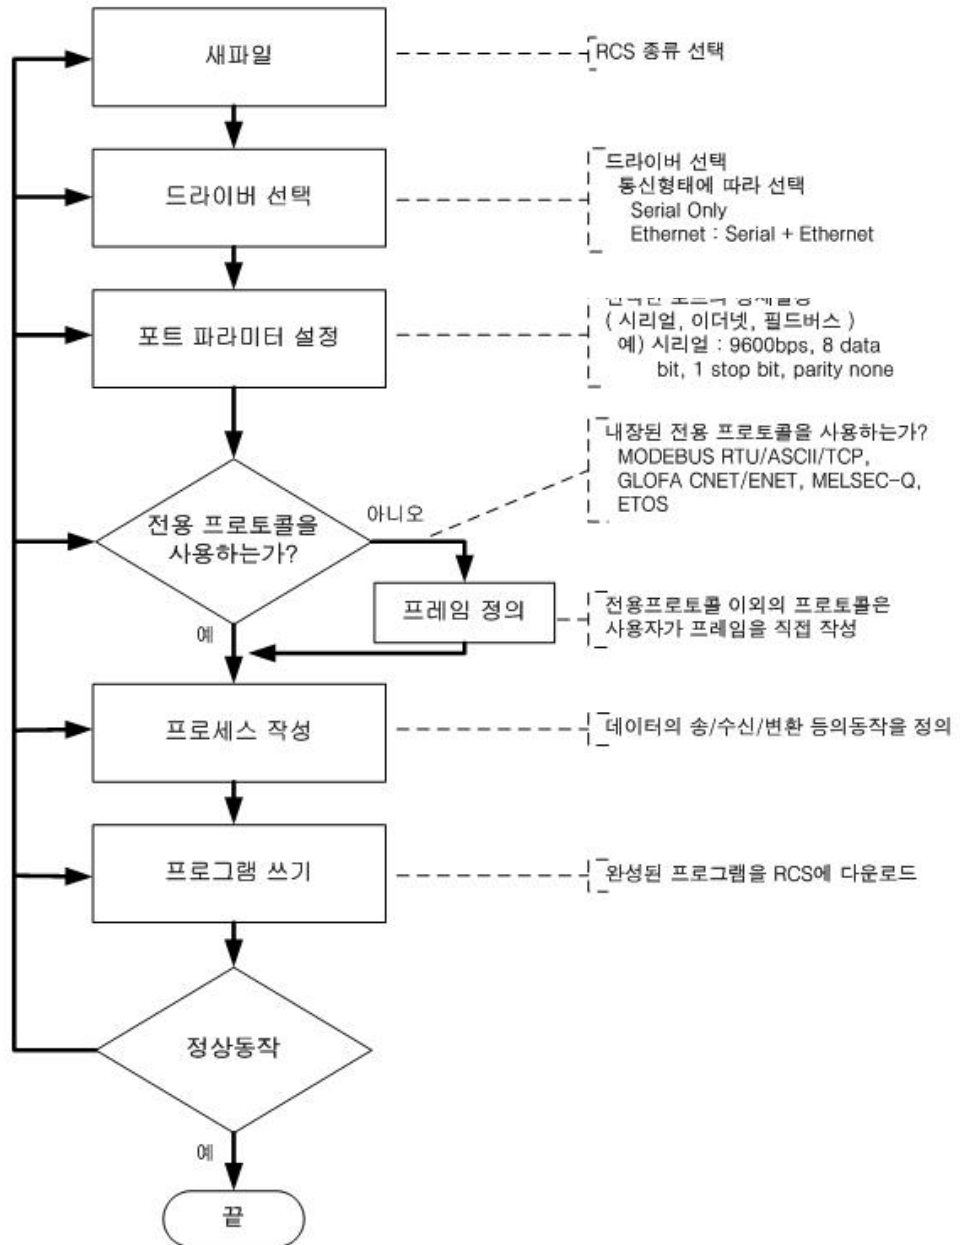 새파일
RCS 종류 선택
드라이버 선택
드라이버 선택
통신형태에 따라 선택
Serial Only
Ethernet : Serial + Ethernet
포트 파라미터 설정
( 시리얼, 이더넷, 필드버스 )
예) 시리얼 : 9600bps, 8 data
bit, 1 stop bit, parity none
내장된 전용 프로토콜을 사용하는가?
MODEBUS RTU/ASCII/TCP,
GLOFA CNET/ENET, MELSEC-Q,
ETOS
전용 프로토콜을
사용하는가?
아니오
예
프레임 정의
전용프로토콜 이외의 프로토콜은
사용자가 프레임을 직접 작성
프로세스 작성
데이터의 송/수신/변환 등의동작을 정의
프로그램 쓰기
완성된 프로그램을 RCS에 다운로드
정상동작
예
끝